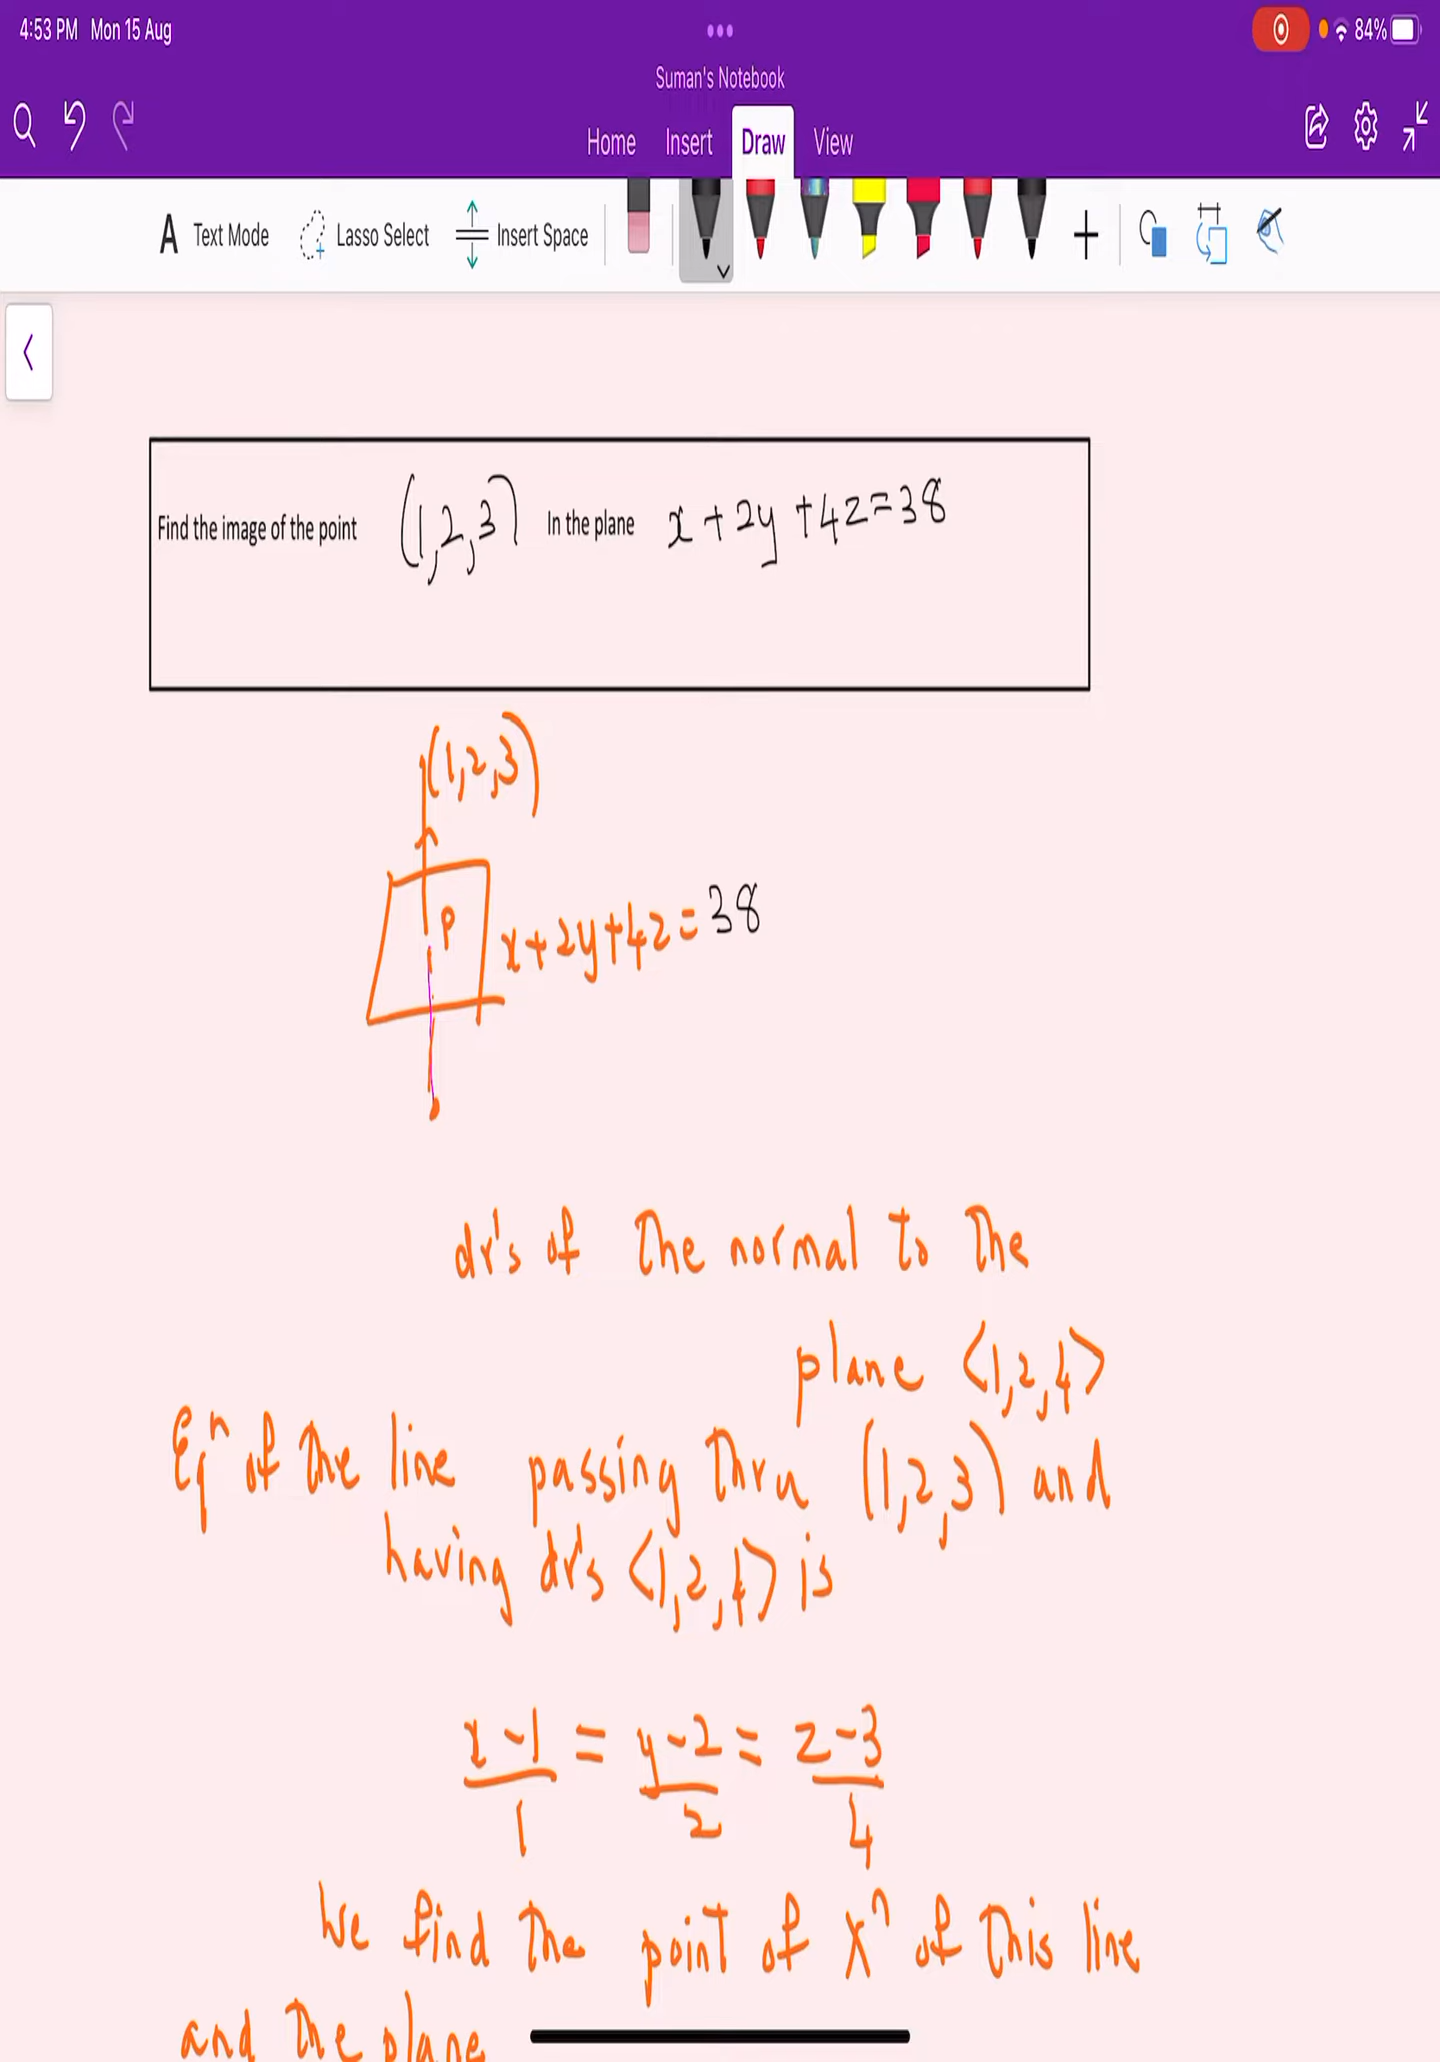 4:53 PM Mon 15 Aug
84%
Suman's Notebook
Home Insert Draw View
A Text Mode Lasso Select Insert Space
Find the image of the point (1,2,3) In the plane x+2y+4z=38
(1,2,3)
P
x+2y+4z=38
dr's of the normal to the
plane <1,2,4>
Eqⁿ of the line passing thru (1,2,3) and
having dr's <1,2,4> is
x-1 = y-2 = z-3
1 2 4
We find the point of Xⁿ of this line
and the plane